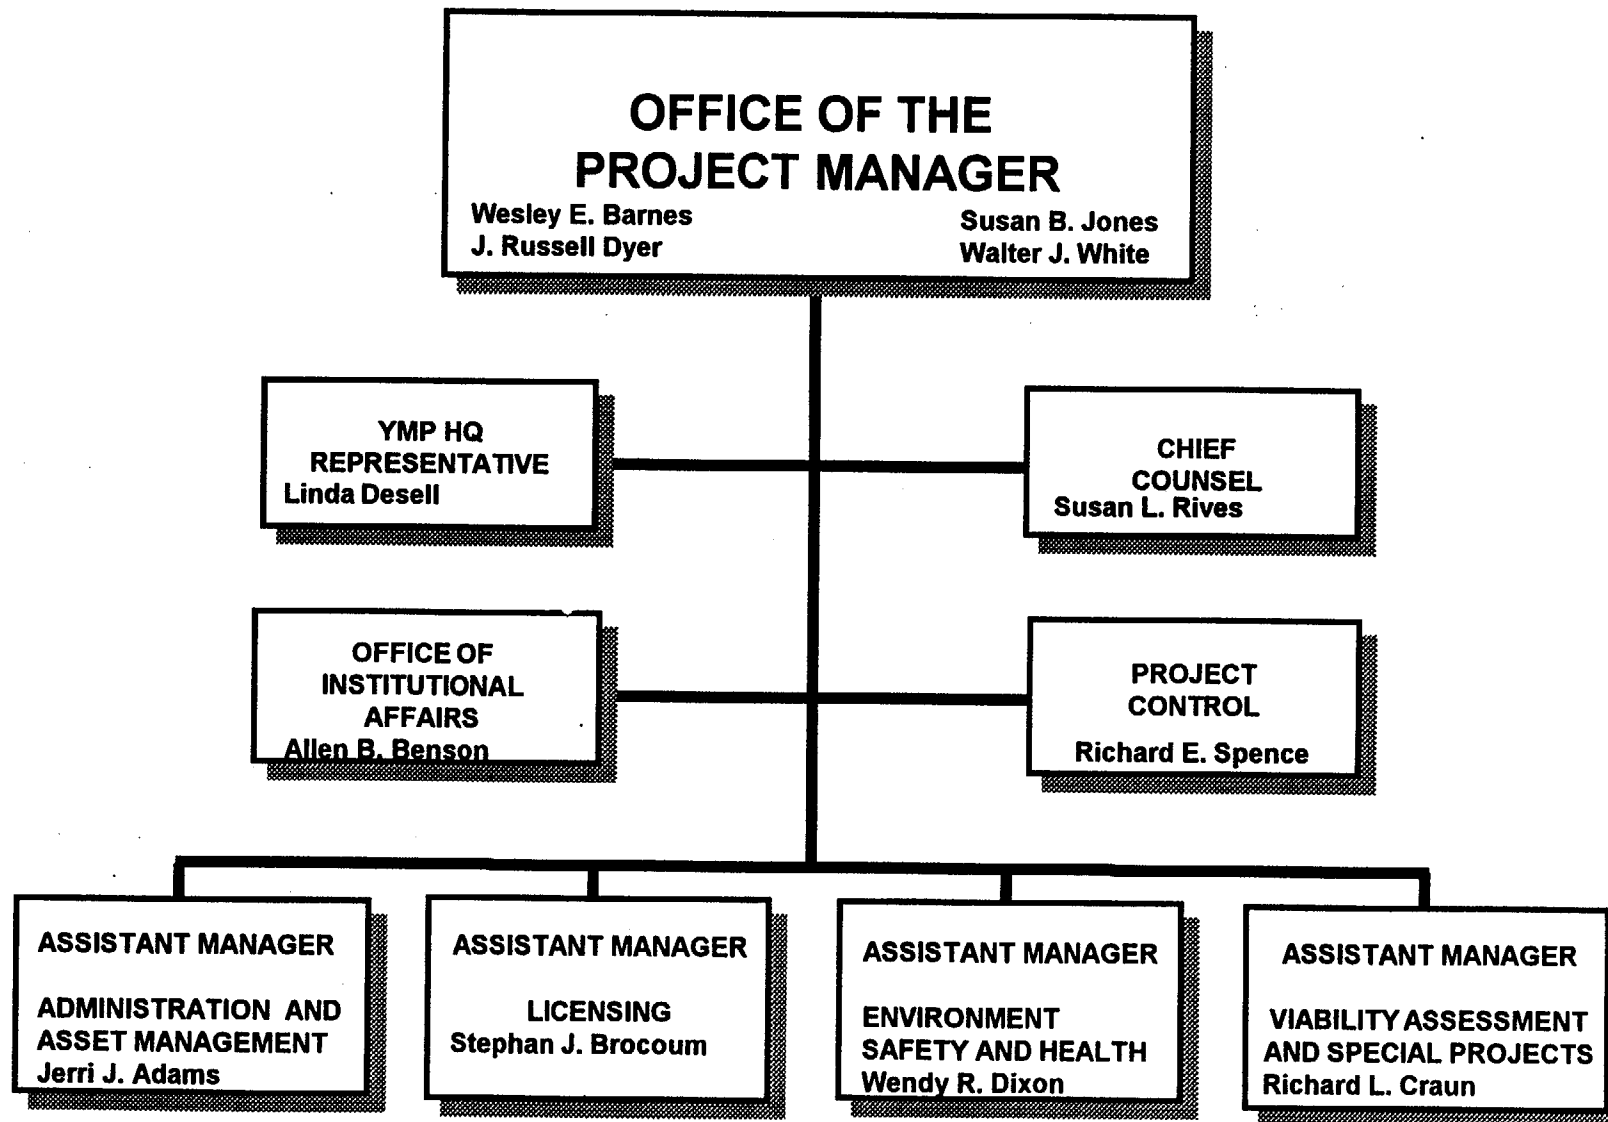 OFFICE OF THE
PROJECT MANAGER
Wesley E. Barnes
J. Russell Dyer
Susan B. Jones
Walter J. White
YMP HQ
REPRESENTATIVE
Linda Desell
CHIEF
COUNSEL
Susan L. Rives
OFFICE OF
INSTITUTIONAL
AFFAIRS
Allen B. Benson
PROJECT
CONTROL
Richard E. Spence
ASSISTANT MANAGER
ADMINISTRATION AND
ASSET MANAGEMENT
Jerri J. Adams
ASSISTANT MANAGER
LICENSING
Stephan J. Brocoum
ASSISTANT MANAGER
ENVIRONMENT
SAFETY AND HEALTH
Wendy R. Dixon
ASSISTANT MANAGER
VIABILITY ASSESSMENT
AND SPECIAL PROJECTS
Richard L. Craun